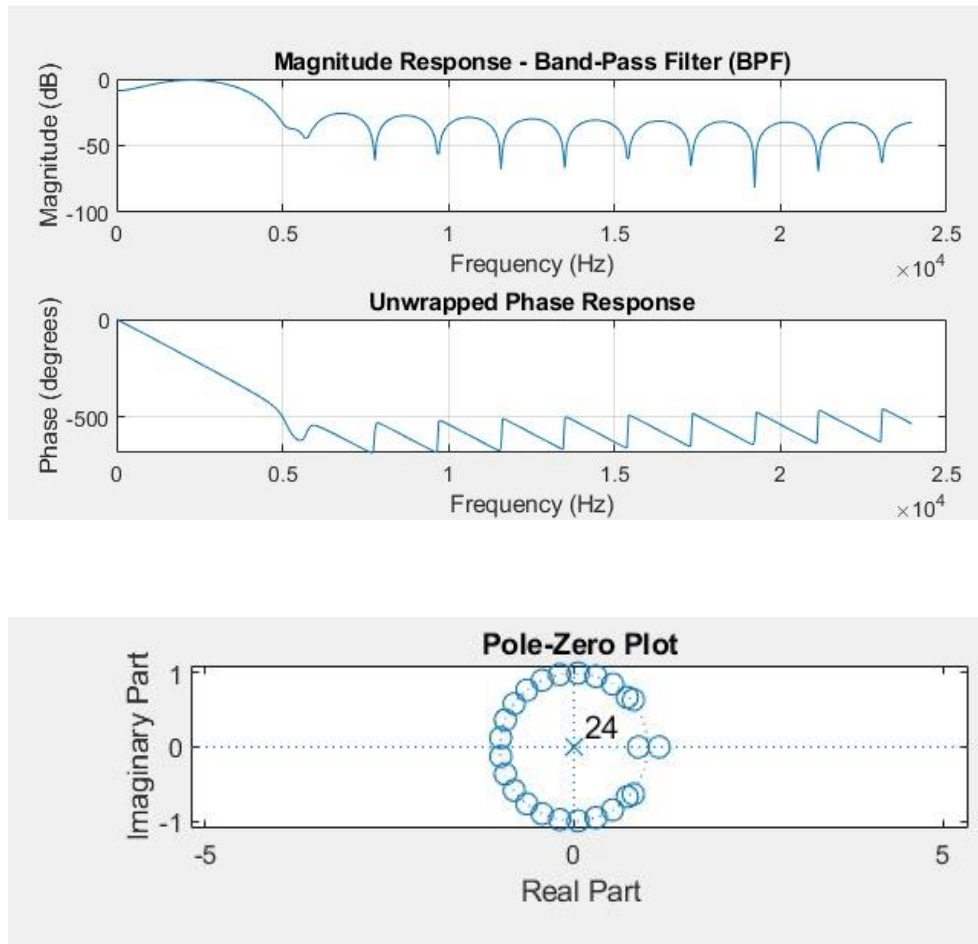 Magnitude Response - Band-Pass Filter (BPF)
Magnitude (dB)
0
-50
-100
0 0.5 1 1.5 2 2.5
Frequency (Hz)
×10^4
Unwrapped Phase Response
Phase (degrees)
0
-500
0 0.5 1 1.5 2 2.5
Frequency (Hz)
×10^4
Pole-Zero Plot
Imaginary Part
1
0
-1
24
-5 0 5
Real Part